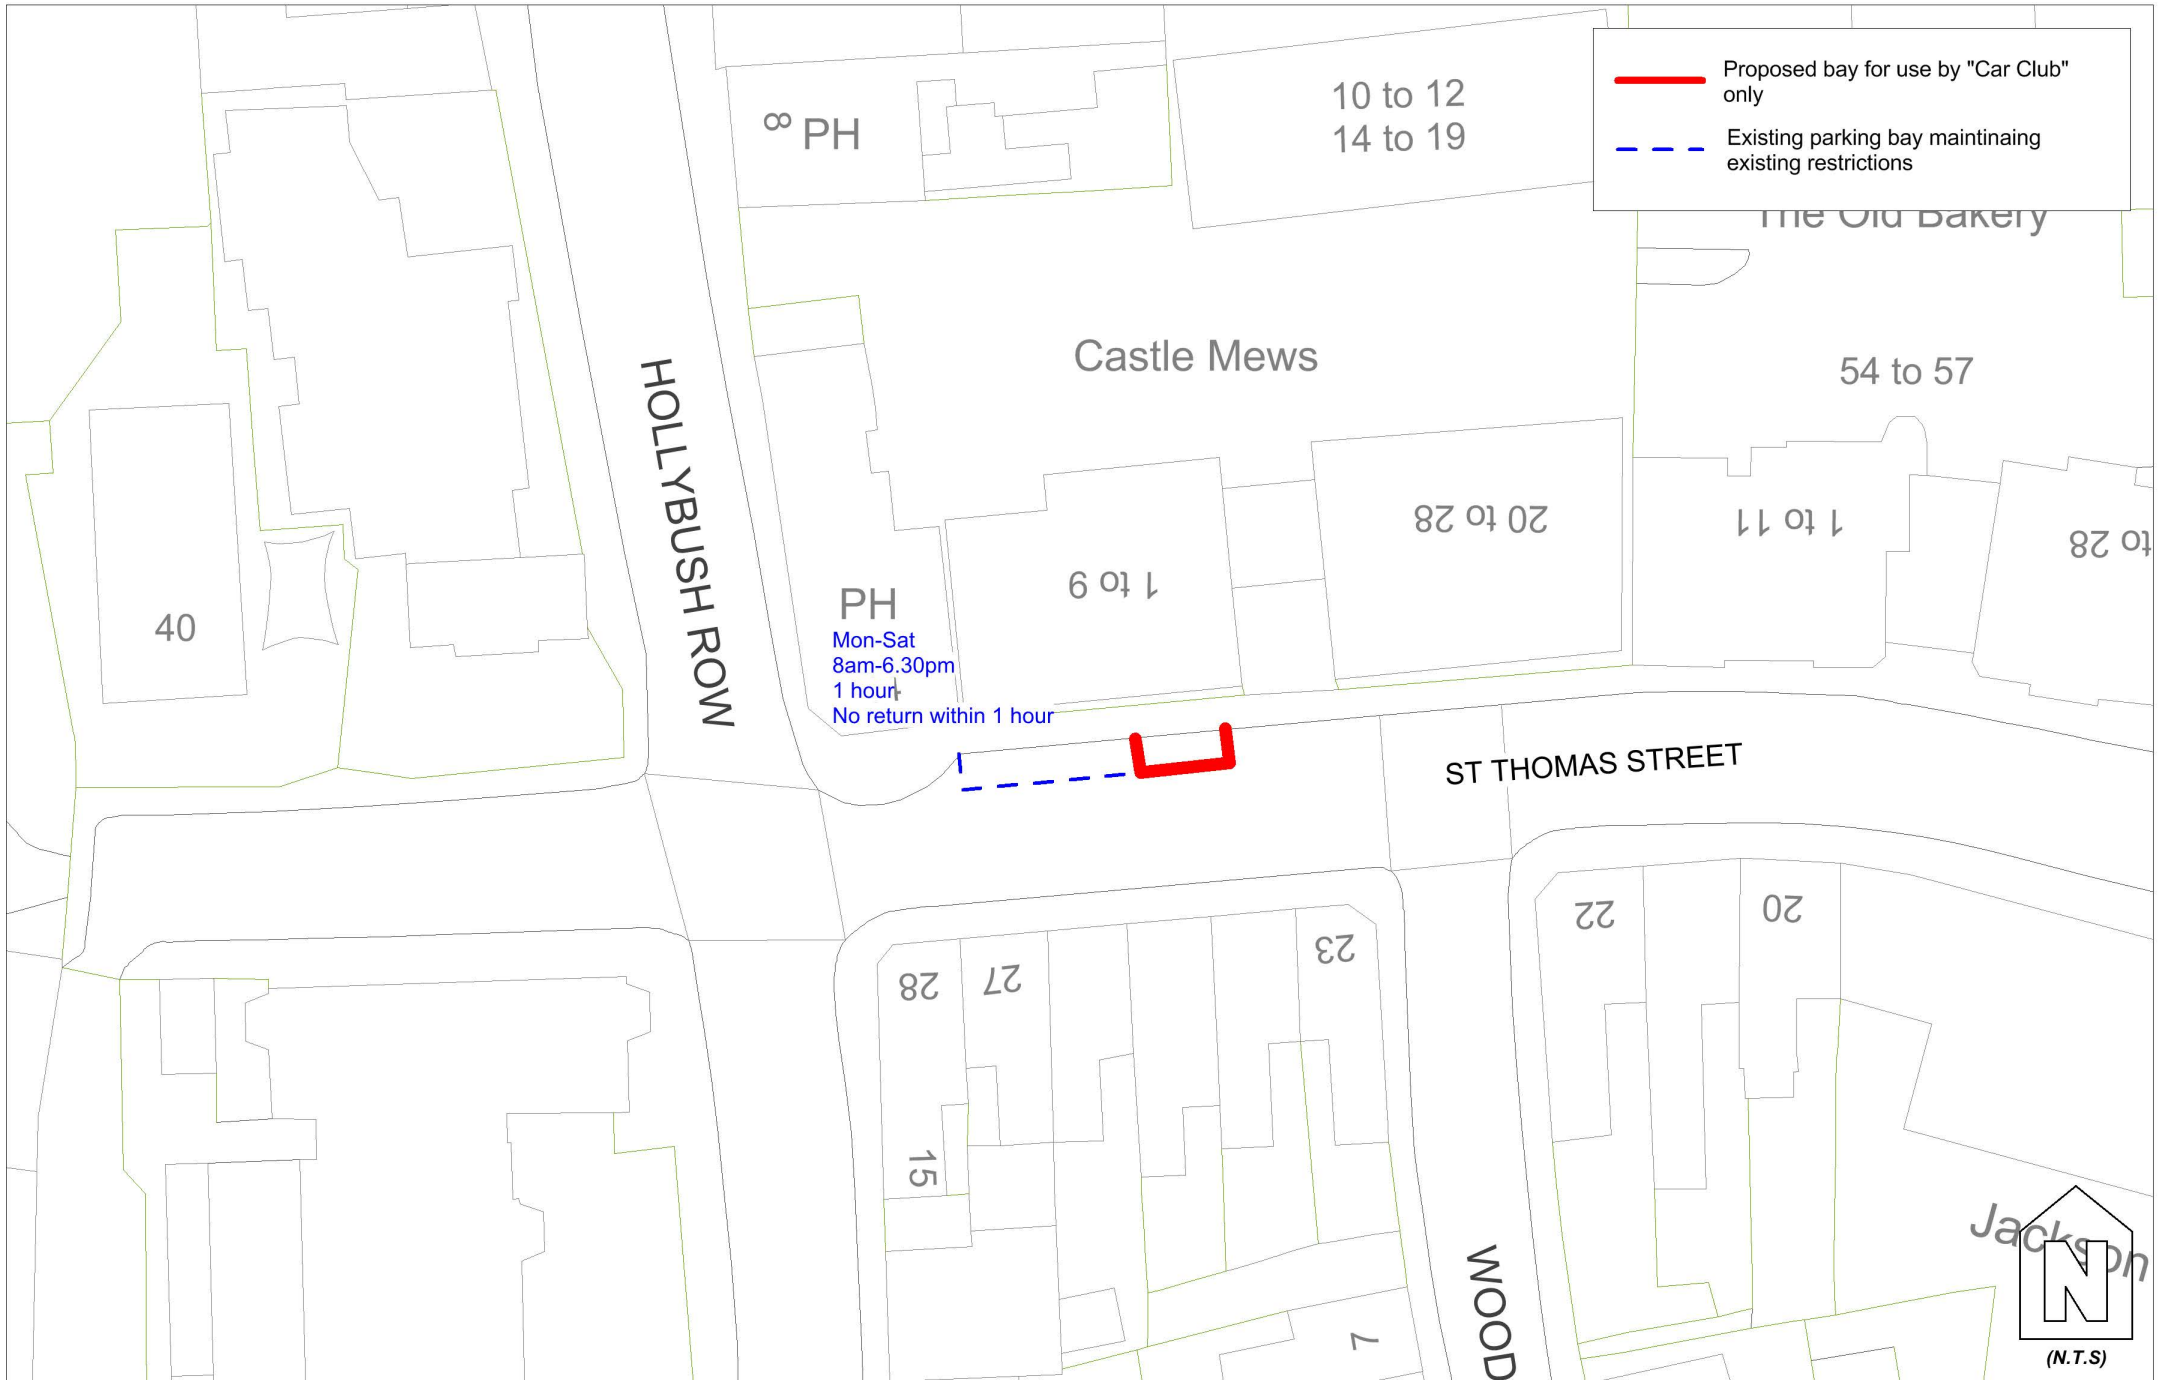 Proposed bay for use by "Car Club"
only
Existing parking bay maintinaing
existing restrictions
8 PH
10 to 12
14 to 19
The Old Bakery
Castle Mews
54 to 57
HOLLYBUSH ROW
20 to 28
1 to 11
to 28
1 to 9
40
PH
Mon-Sat
8am-6.30pm
1 hour
No return within 1 hour
ST THOMAS STREET
22
20
23
28
27
15
Jackson
WOOD
7
N
(N.T.S)